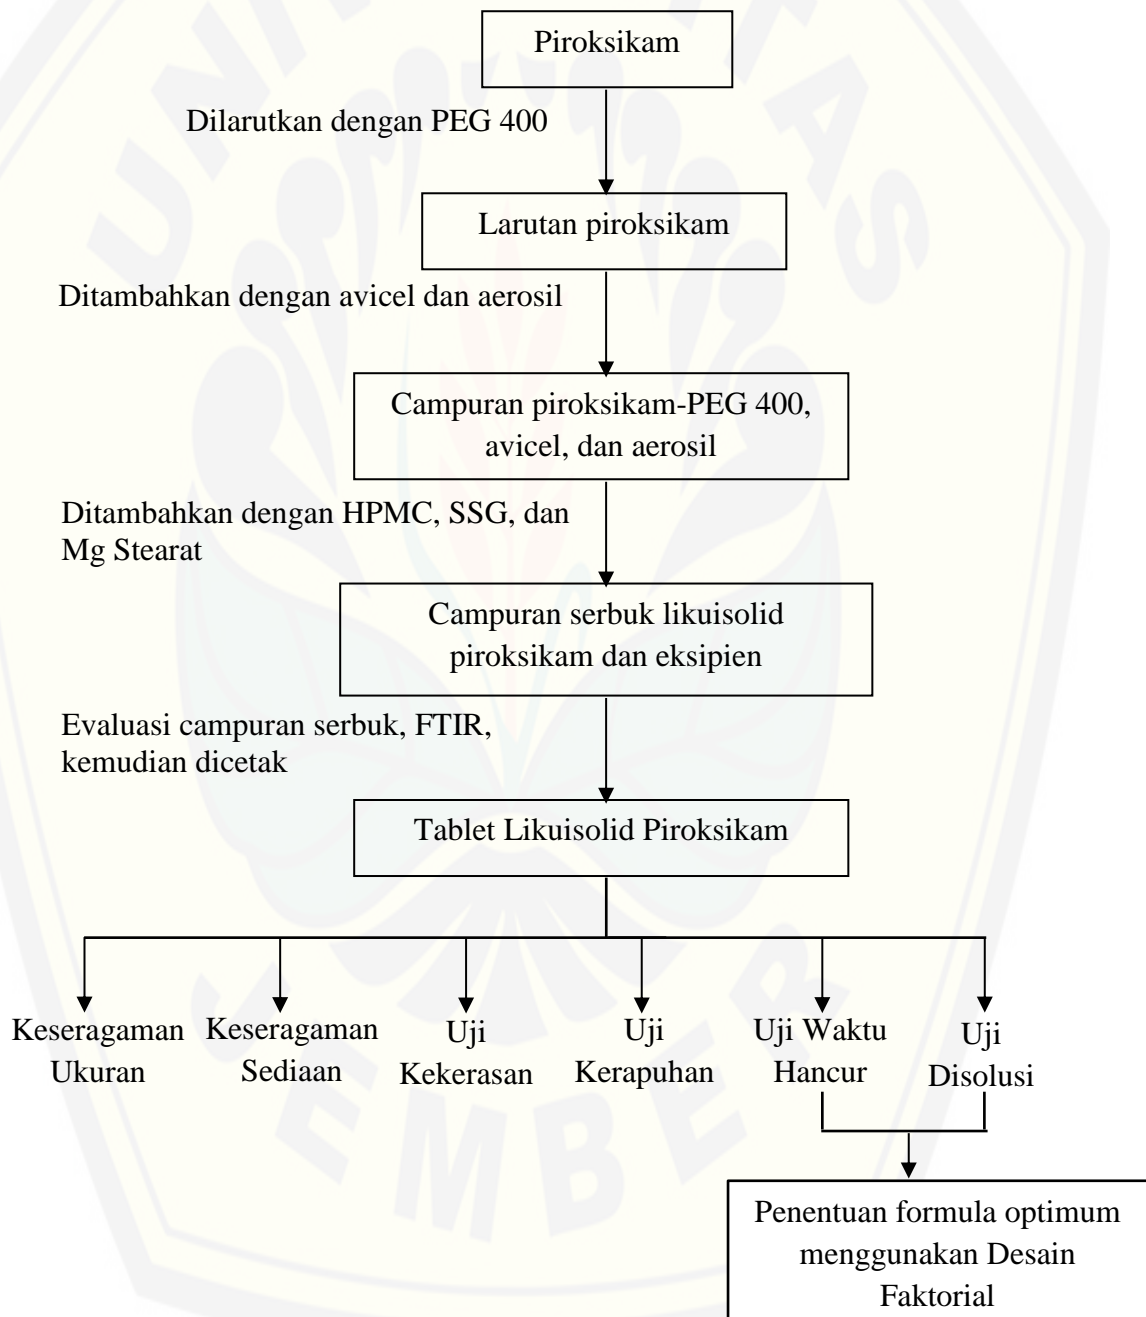 Piroksikam
Dilarutkan dengan PEG 400
Larutan piroksikam
Ditambahkan dengan avicel dan aerosil
Campuran piroksikam-PEG 400,
avicel, dan aerosil
Ditambahkan dengan HPMC, SSG, dan
Mg Stearat
Campuran serbuk likuisolid
piroksikam dan eksipien
Evaluasi campuran serbuk, FTIR,
kemudian dicetak
Tablet Likuisolid Piroksikam
Keseragaman
Ukuran
Keseragaman
Sediaan
Uji
Kekerasan
Uji
Kerapuhan
Uji Waktu
Hancur
Uji
Disolusi
Penentuan formula optimum
menggunakan Desain
Faktorial
JEMBER